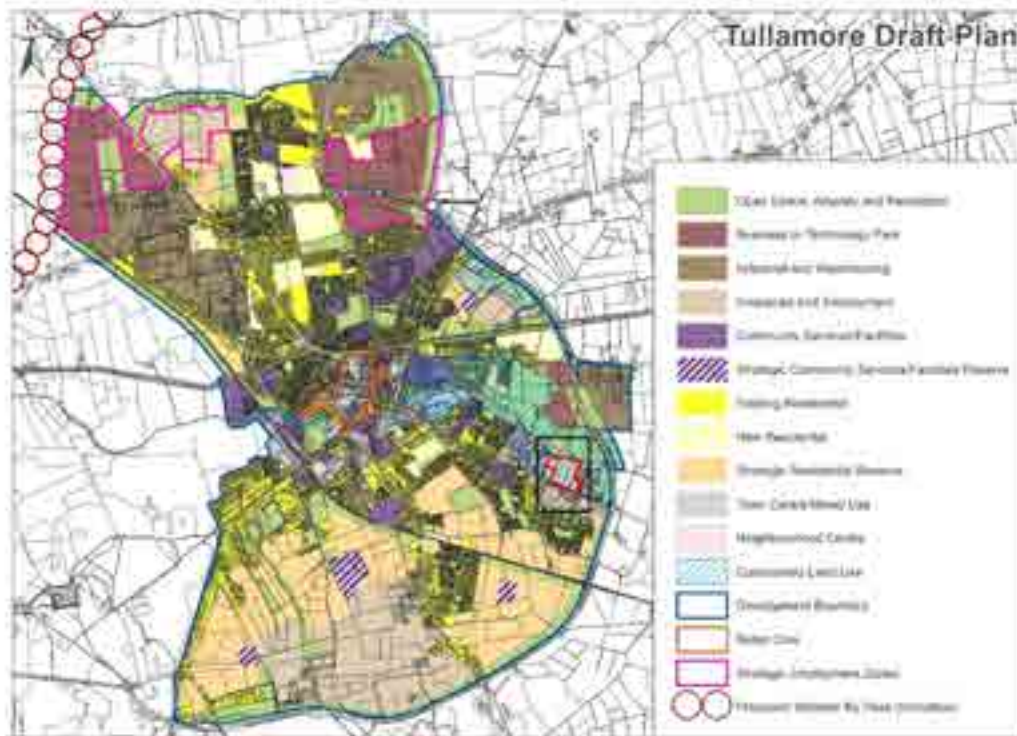 Tullamore Draft Plan
N
Open Space, Amenity and Recreation
Business or Technology Park
Industrial and Warehousing
Enterprise and Employment
Community Services/Facilities
Strategic Community Services/Facilities Reserve
Existing Residential
New Residential
Strategic Residential Reserve
Town Centre/Mixed Use
Neighbourhood Centre
Constrained Land Use
Development Boundary
Retail Core
Strategic Employment Zones